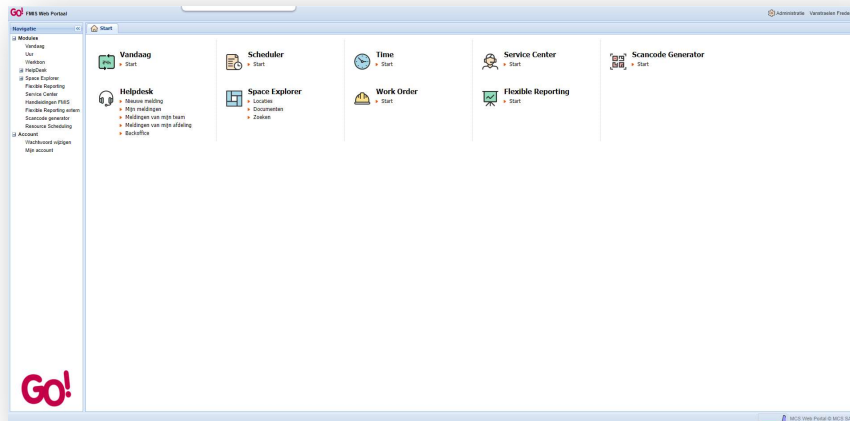 GO! FMIS Web Portaal
Administratie Vanstraelen Frede
Navigatie «
Start
Modules
Vandaag
Uur
Werkbon
HelpDesk
Space Explorer
Flexible Reporting
Service Center
Handleidingen FMIS
Flexible Reporting extern
Scancode generator
Resource Scheduling
Account
Wachtwoord wijzigen
Mijn account
Vandaag
Start
Scheduler
Start
Time
Start
Service Center
Start
Scancode Generator
Start
Helpdesk
Nieuwe melding
Mijn meldingen
Meldingen van mijn team
Meldingen van mijn afdeling
Backoffice
Space Explorer
Locaties
Documenten
Zoeken
Work Order
Start
Flexible Reporting
Start
GO!
MCS Web Portal © MCS